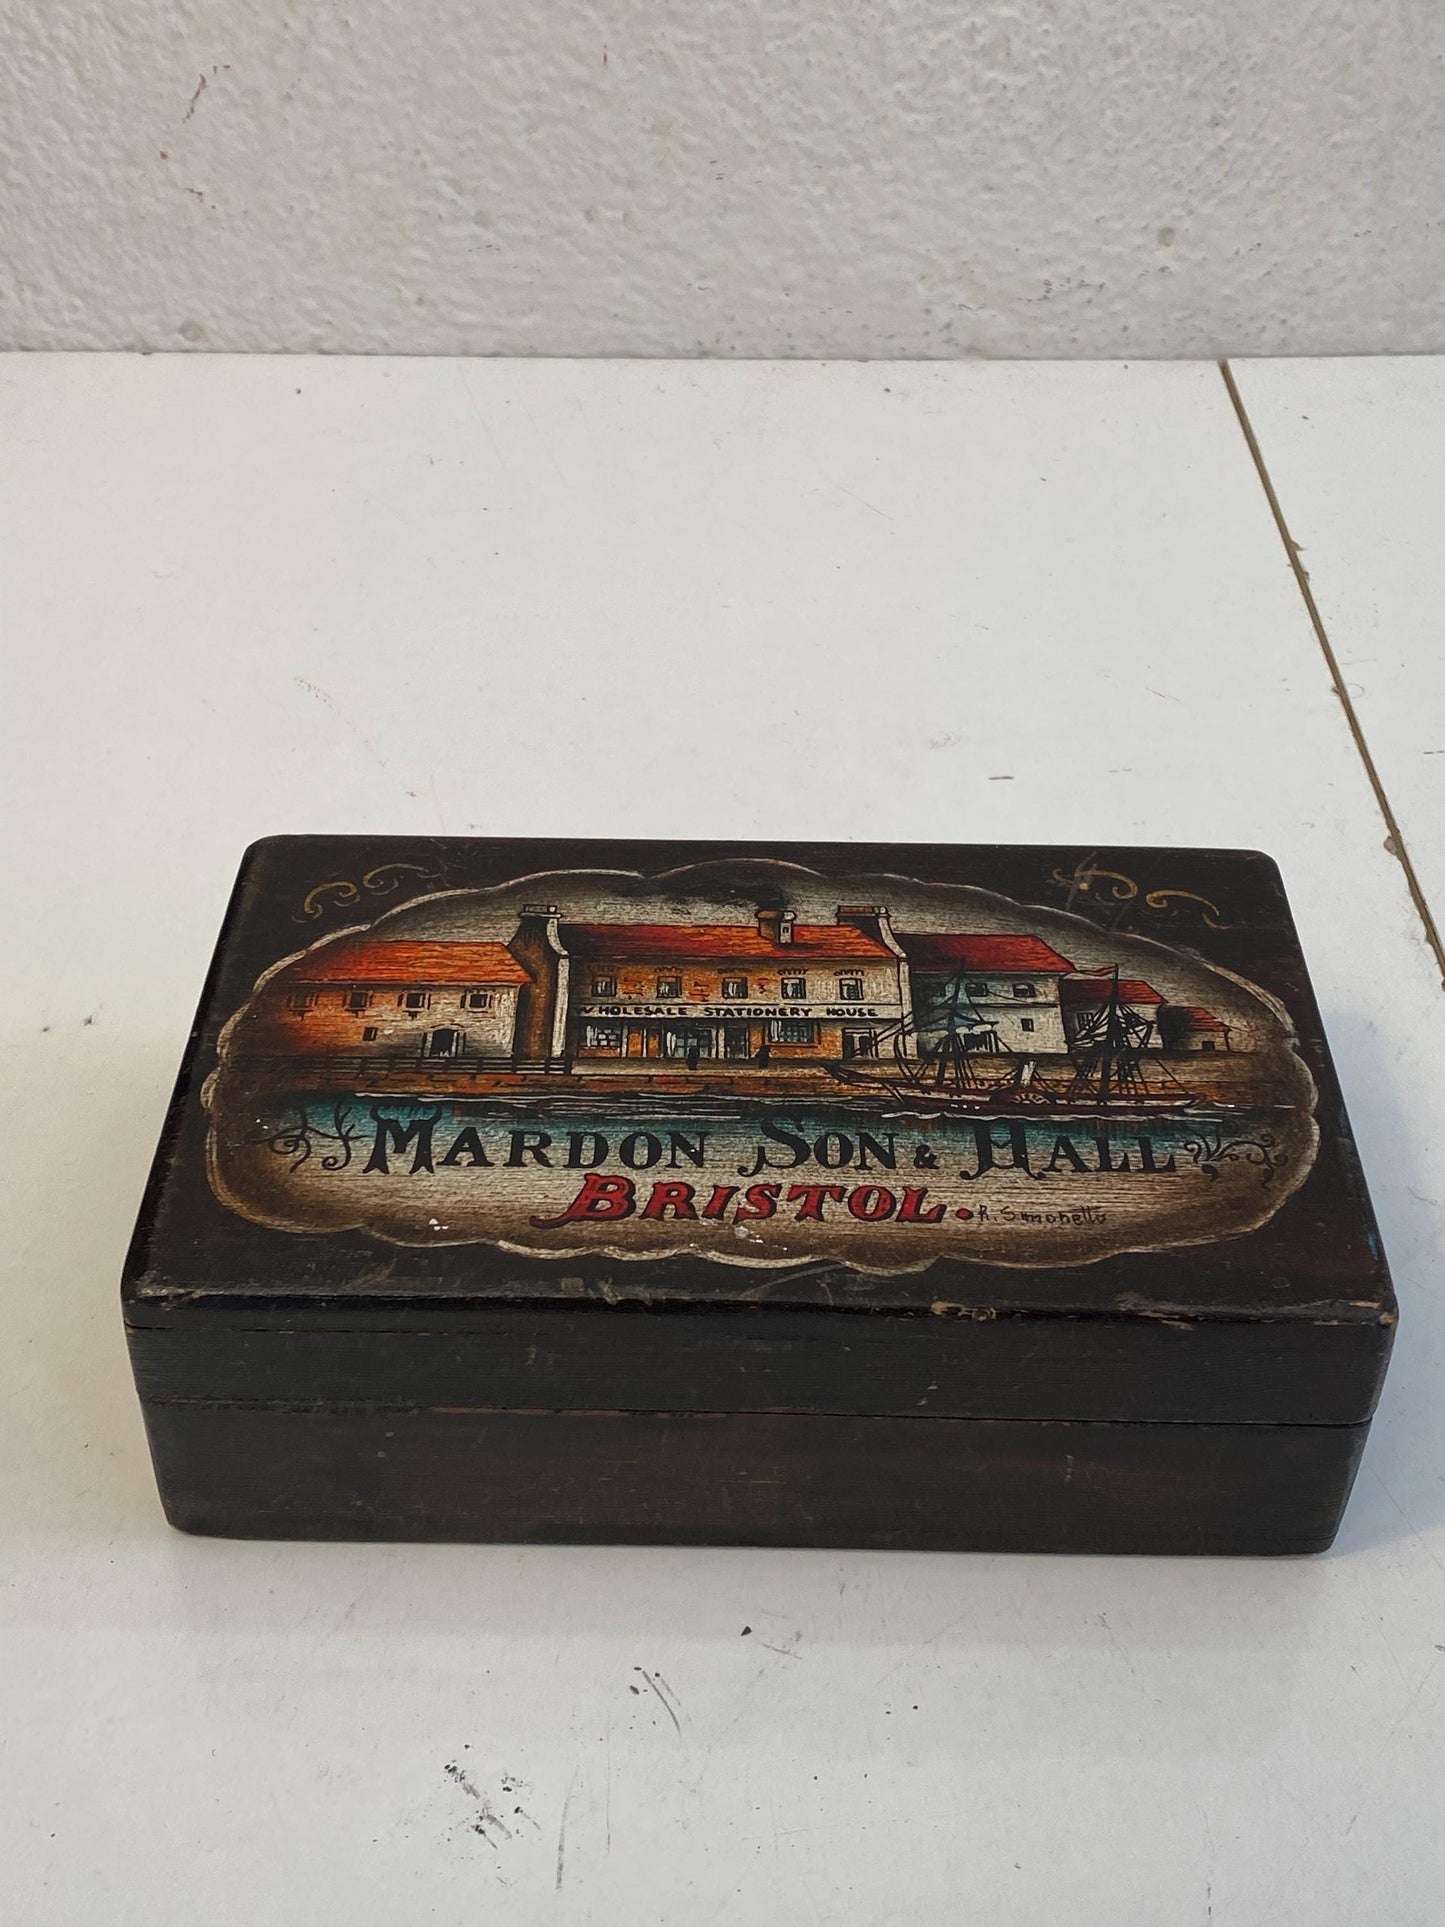 WHOLESALE STATIONERY HOUSE
MARDON SON & HALL
BRISTOL.
R. Simonetto